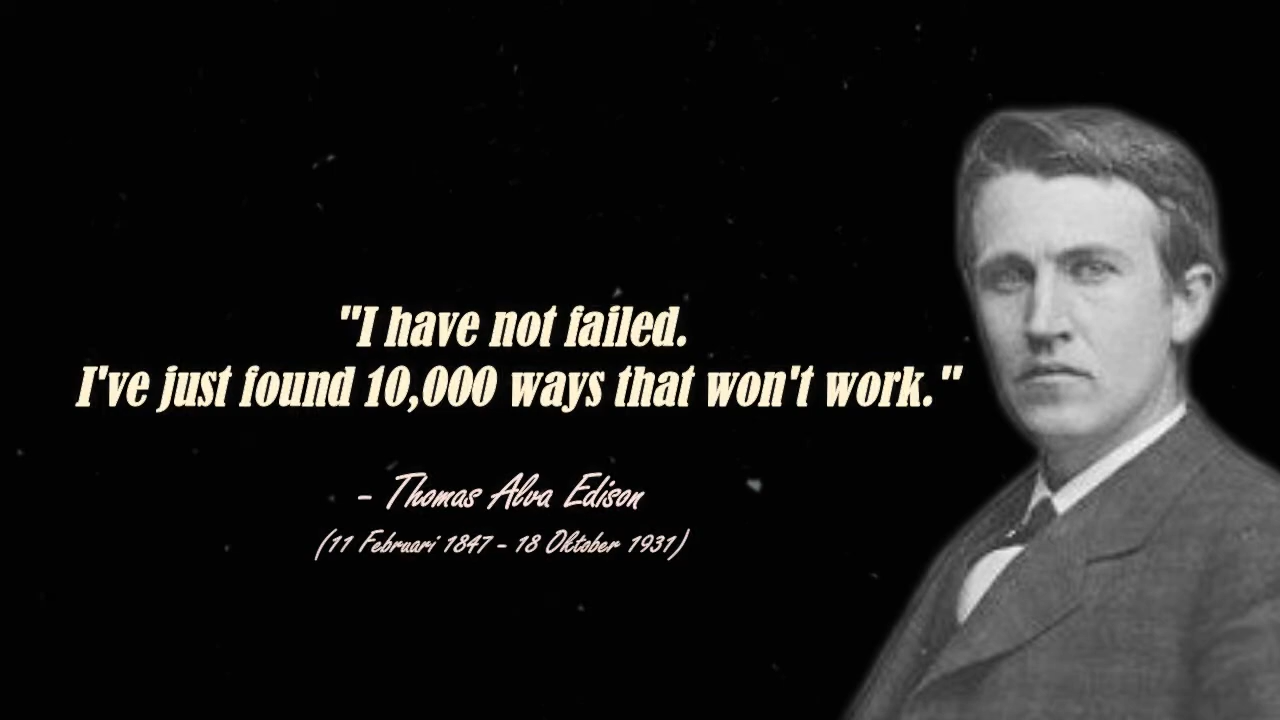 "I have not failed.
I've just found 10,000 ways that won't work."
- Thomas Alva Edison
(11 Februari 1847 - 18 Oktober 1931)